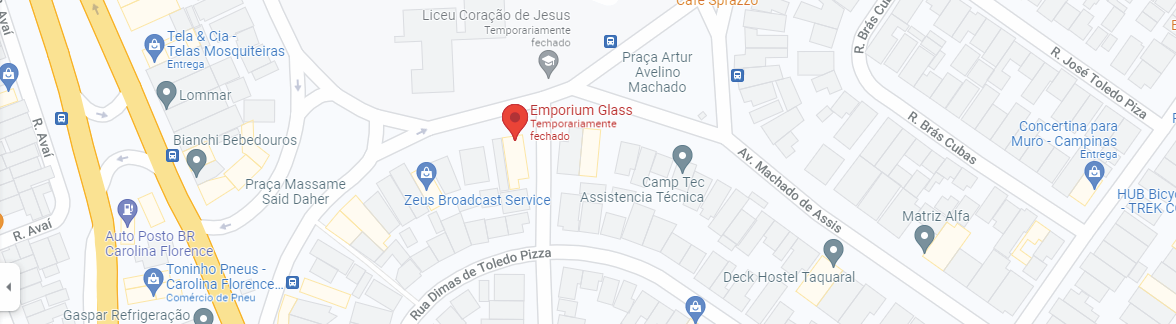 Café Sprazzo
Liceu Coração de Jesus
Temporariamente
fechado
Tela & Cia -
Telas Mosquiteiras
Entrega
Praça Artur
Avelino
Machado
R. Brás Cubas
R. José Toledo Piza
R. Avaí
Lommar
Emporium Glass
Temporariamente
fechado
R. Avaí
Bianchi Bebedouros
R. Brás Cubas
Concertina para
Muro - Campinas
Entrega
Av. Machado de Assis
Praça Massame
Said Daher
Zeus Broadcast Service
Camp Tec
Assistencia Técnica
HUB Bicyc
- TREK CO
Matriz Alfa
R. Avaí
Auto Posto BR
Carolina Florence
Rua Dimas de Toledo Pizza
Toninho Pneus -
Carolina Florence...
Comércio de Pneu
Deck Hostel Taquaral
Gaspar Refrigeração